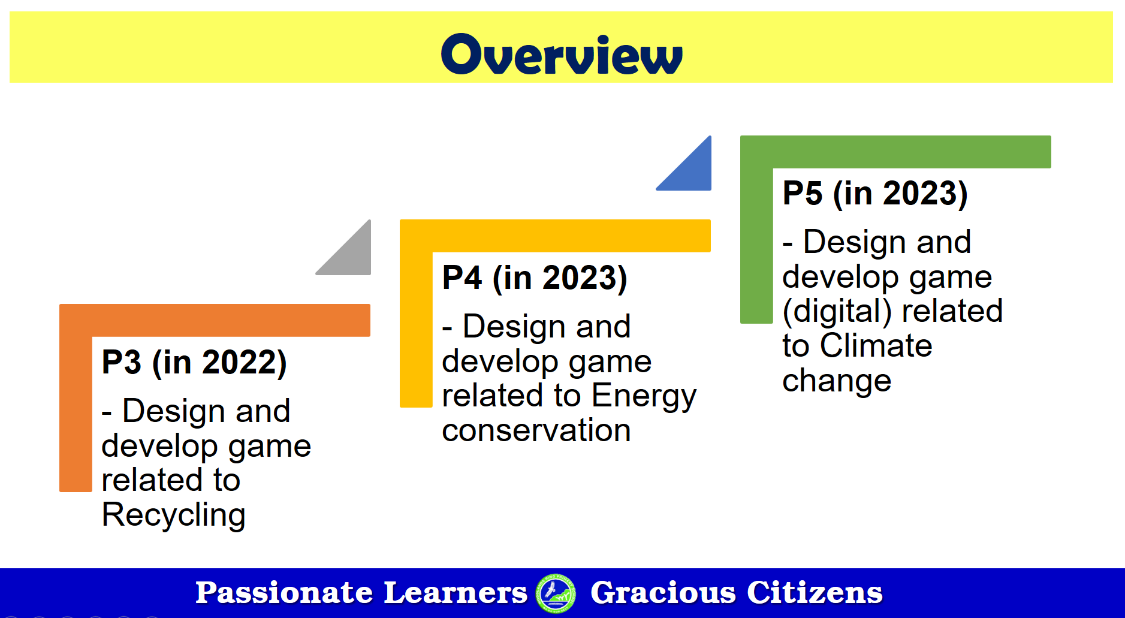 Overview
P3 (in 2022)
- Design and
develop game
related to
Recycling
P4 (in 2023)
- Design and
develop game
related to Energy
conservation
P5 (in 2023)
- Design and
develop game
(digital) related
to Climate
change
Passionate Learners Gracious Citizens